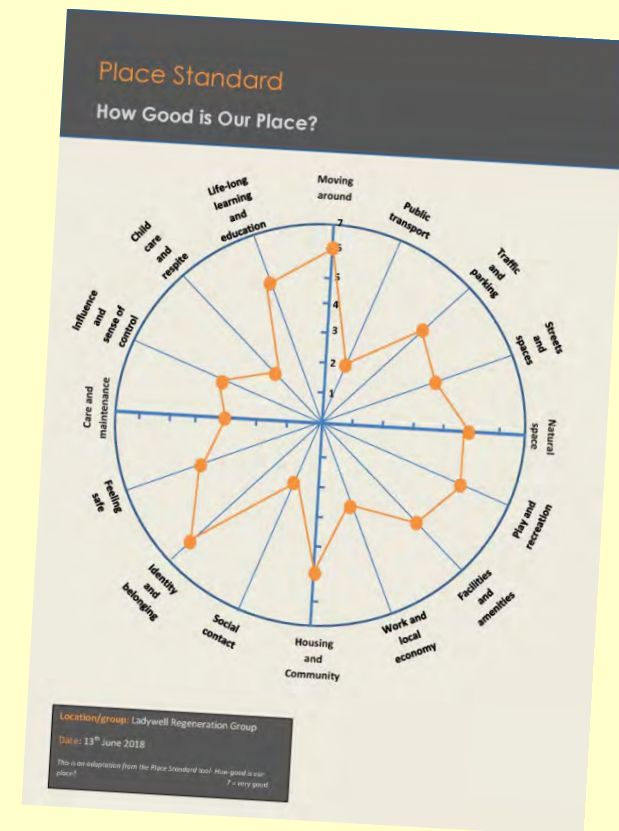 Place Standard
How Good is Our Place?
Moving
around
Public
transport
Traffic
and
parking
Streets
and
spaces
Natural
space
Play and
recreation
Facilities
and
amenities
Work and
local
economy
Housing
and
Community
Social
contact
Identity
and
belonging
Feeling
safe
Care and
maintenance
Influence
and
sense of
control
Child
care
and
respite
Life-long
learning
and
education
7
6
5
4
3
2
1
Location/group: Ladywell Regeneration Group
Date: 13th June 2018
This is an adaptation from the Place Standard tool- How good is our
place?
7 = very good